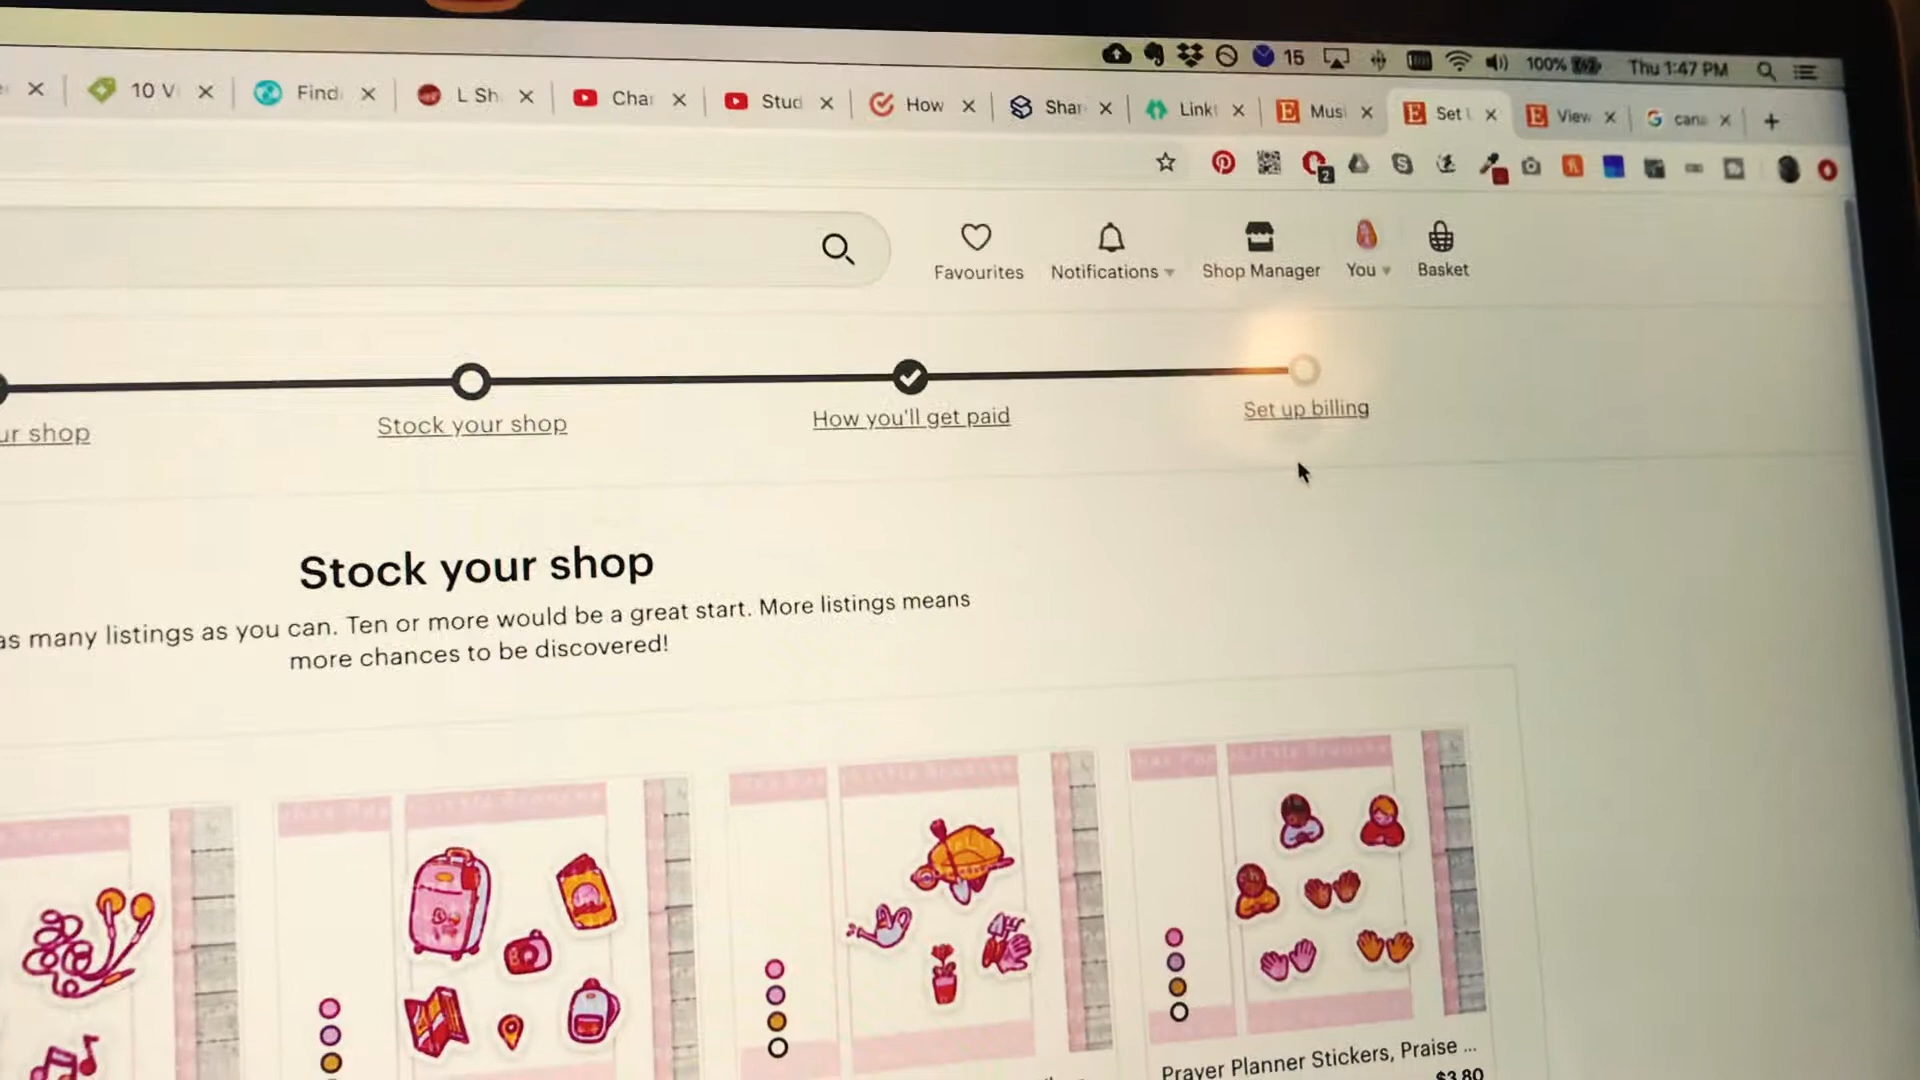 15 100% Thu 1:47 PM
10 V Find L Sh Cha Stud How Shar Link Musi Set View cana
2
Favourites Notifications Shop Manager You Basket
ur shop Stock your shop How you'll get paid Set up billing
Stock your shop
as many listings as you can. Ten or more would be a great start. More listings means
more chances to be discovered!
Prayer Planner Stickers, Praise ...
$3.80